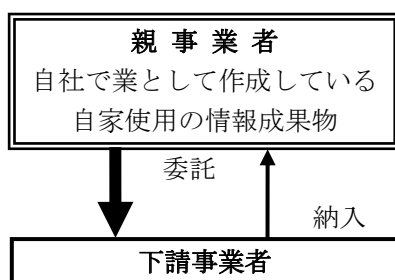 親 事 業 者
自社で業として作成している
自家使用の情報成果物
委託
納入
下請事業者